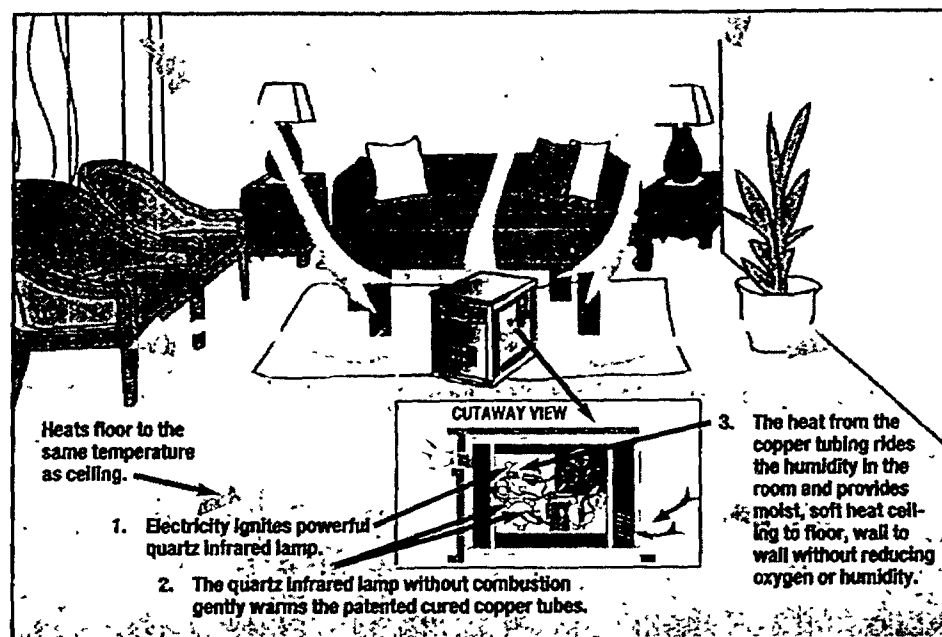 CUTAWAY VIEW
Heats floor to the
same temperature
as ceiling.
1. Electricity ignites powerful
quartz infrared lamp.
2. The quartz infrared lamp without combustion
gently warms the patented cured copper tubes.
3. The heat from the
copper tubing rides
the humidity in the
room and provides
moist, soft heat ceil-
ing to floor, wall to
wall without reducing
oxygen or humidity.